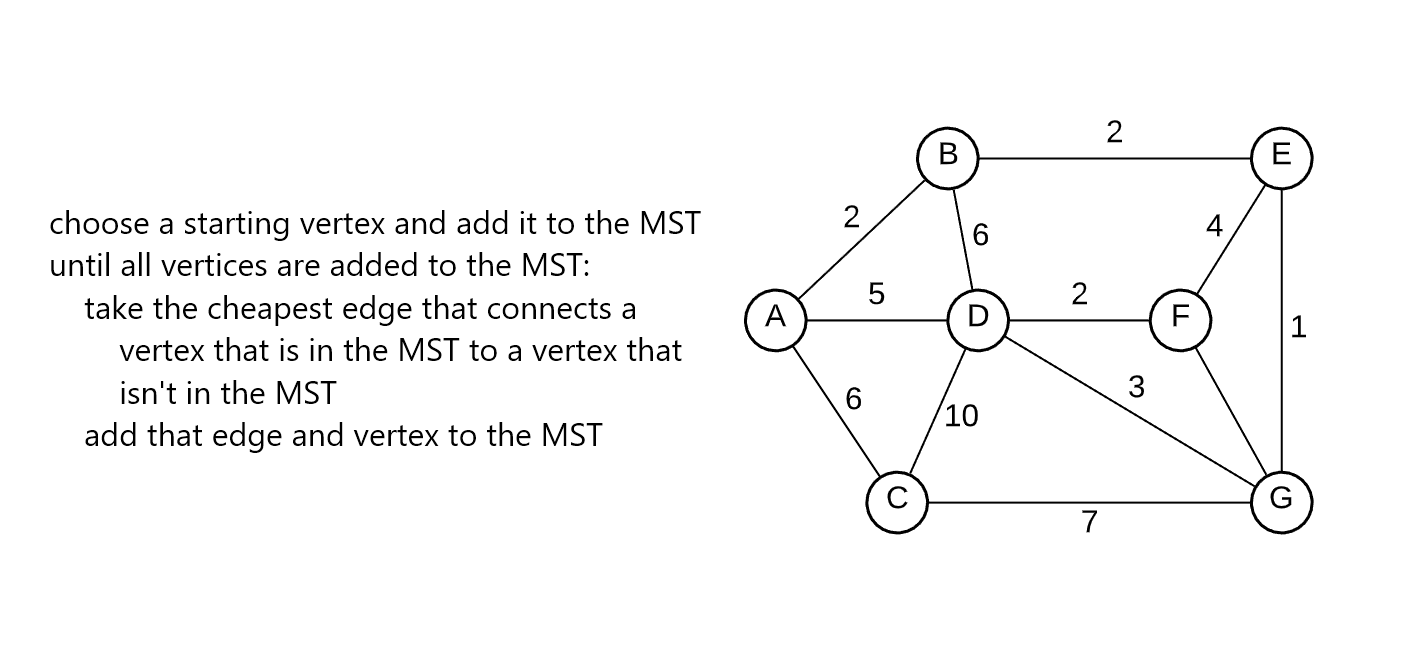 choose a starting vertex and add it to the MST
until all vertices are added to the MST:
take the cheapest edge that connects a
vertex that is in the MST to a vertex that
isn't in the MST
add that edge and vertex to the MST
2
B
E
2
6
4
5
2
A
D
F
1
6
10
3
C
G
7